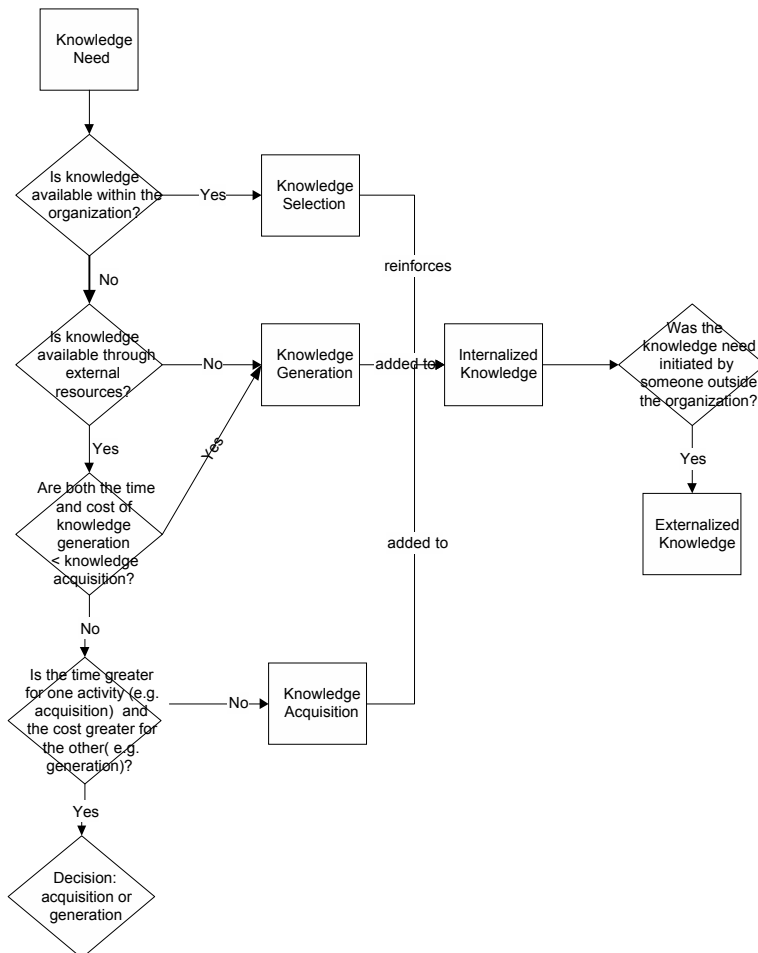 Knowledge
Need
Is knowledge
available within the
organization?
Yes
Knowledge
Selection
reinforces
No
Is knowledge
available through
external
resources?
No
Knowledge
Generation
added to
Internalized
Knowledge
Was the
knowledge need
initiated by
someone outside
the organization?
Yes
Yes
Yes
Are both the time
and cost of
knowledge
generation
< knowledge
acquisition?
added to
Externalized
Knowledge
No
Is the time greater
for one activity (e.g.
acquisition)  and
the cost greater for
the other( e.g.
generation)?
No
Knowledge
Acquisition
Yes
Decision:
acquisition or
generation